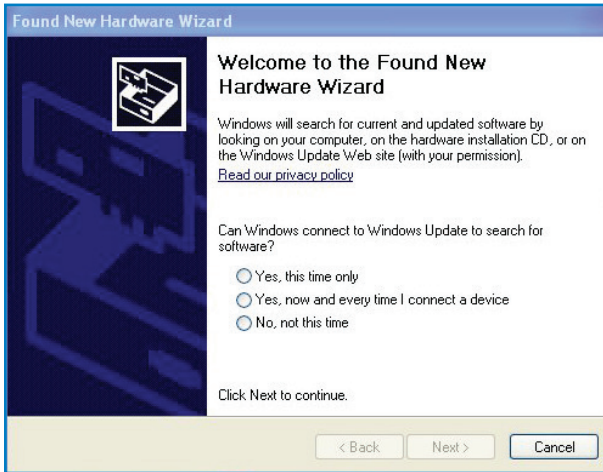 Found New Hardware Wizard
Welcome to the Found New
Hardware Wizard
Windows will search for current and updated software by
looking on your computer, on the hardware installation CD, or on
the Windows Update Web site (with your permission).
Read our privacy policy
Can Windows connect to Windows Update to search for
software?
Yes, this time only
Yes, now and every time I connect a device
No, not this time
Click Next to continue.
< Back
Next >
Cancel